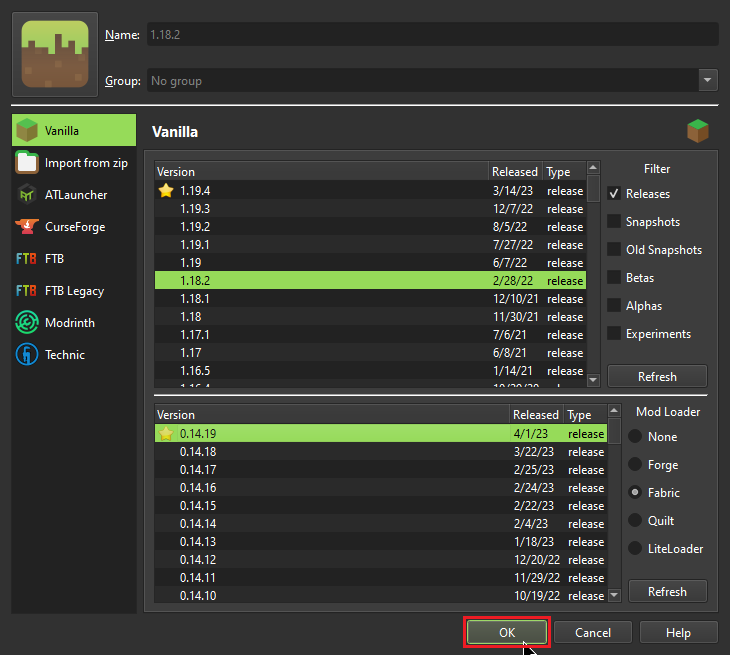 Name: 1.18.2
Group: No group
Vanilla
Import from zip
ATLauncher
CurseForge
FTB FTB
FTB FTB Legacy
Modrinth
Technic
Vanilla
Version Released Type
1.19.4 3/14/23 release
1.19.3 12/7/22 release
1.19.2 8/5/22 release
1.19.1 7/27/22 release
1.19 6/7/22 release
1.18.2 2/28/22 release
1.18.1 12/10/21 release
1.18 11/30/21 release
1.17.1 7/6/21 release
1.17 6/8/21 release
1.16.5 1/14/21 release
Filter
Releases
Snapshots
Old Snapshots
Betas
Alphas
Experiments
Refresh
Version Released Type
0.14.19 4/1/23 release
0.14.18 3/22/23 release
0.14.17 2/25/23 release
0.14.16 2/24/23 release
0.14.15 2/22/23 release
0.14.14 2/4/23 release
0.14.13 1/18/23 release
0.14.12 12/20/22 release
0.14.11 11/29/22 release
0.14.10 10/19/22 release
Mod Loader
None
Forge
Fabric
Quilt
LiteLoader
Refresh
OK Cancel Help